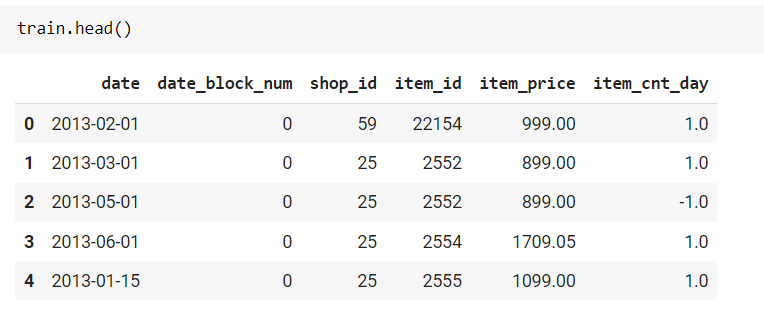 train.head()
date date_block_num shop_id item_id item_price item_cnt_day
0 2013-02-01 0 59 22154 999.00 1.0
1 2013-03-01 0 25 2552 899.00 1.0
2 2013-05-01 0 25 2552 899.00 -1.0
3 2013-06-01 0 25 2554 1709.05 1.0
4 2013-01-15 0 25 2555 1099.00 1.0